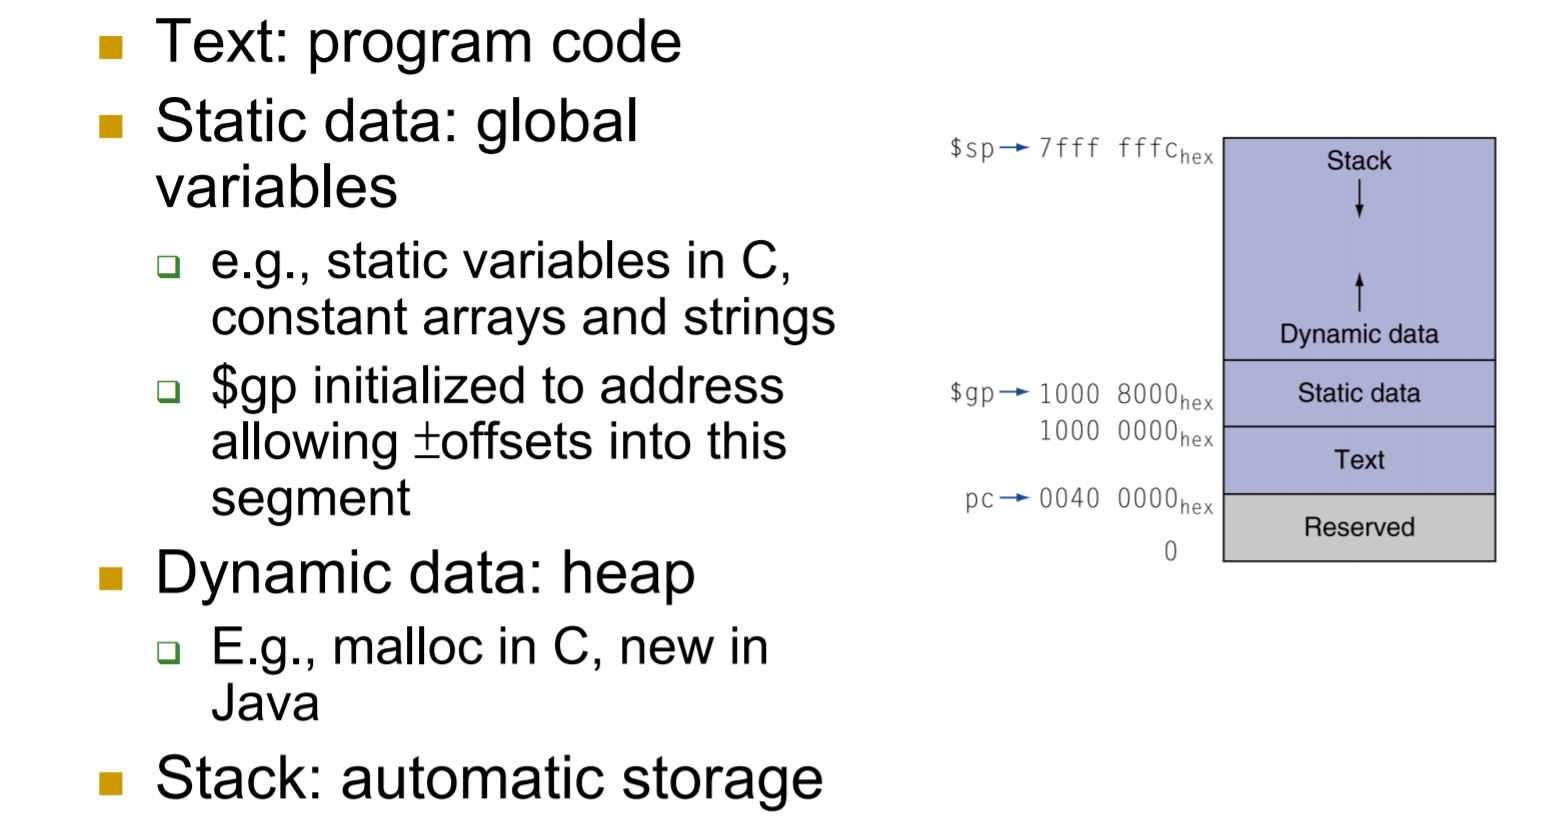 Text: program code
Static data: global
variables
e.g., static variables in C,
constant arrays and strings
$gp initialized to address
allowing ±offsets into this
segment
Dynamic data: heap
E.g., malloc in C, new in
Java
Stack: automatic storage
$sp→ 7fff fffc hex
Stack
Dynamic data
$gp→ 1000 8000 hex
Static data
1000 0000 hex
Text
pc→ 0040 0000 hex
Reserved
0